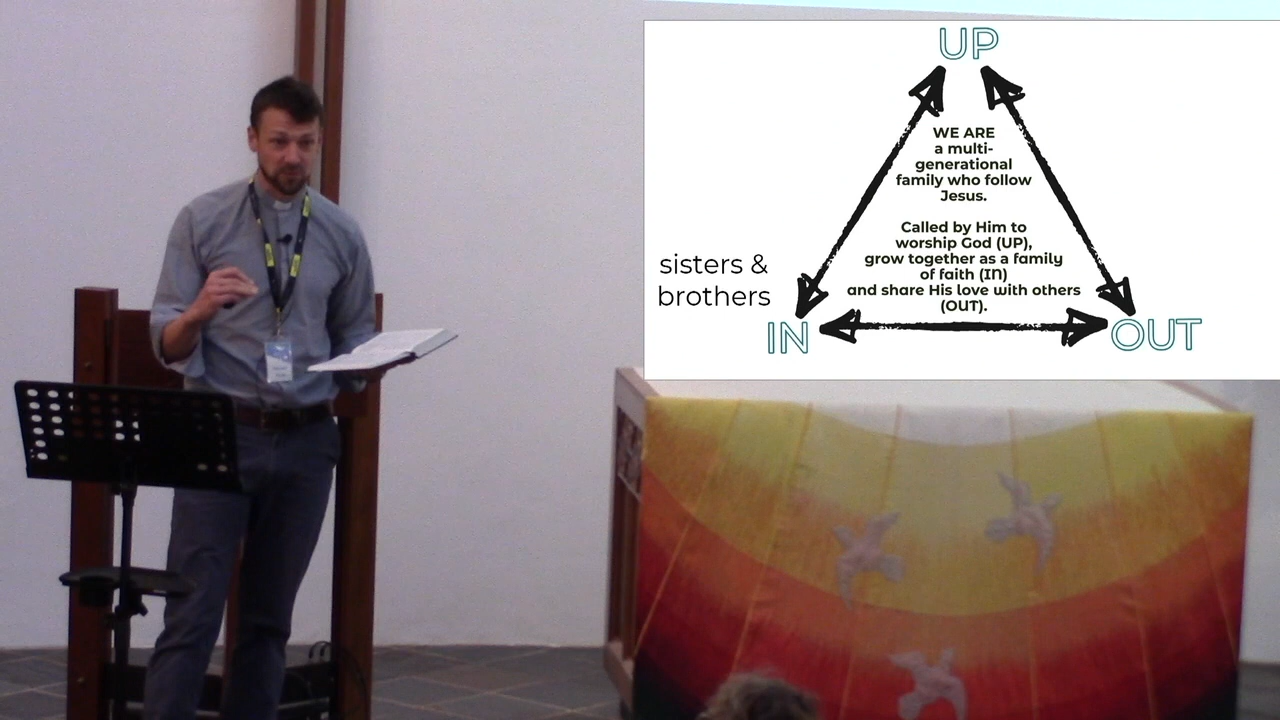 UP
WE ARE
a multi-
generational
family who follow
Jesus.
Called by Him to
worship God (UP),
grow together as a family
of faith (IN)
and share His love with others
(OUT).
sisters &
brothers
IN
OUT